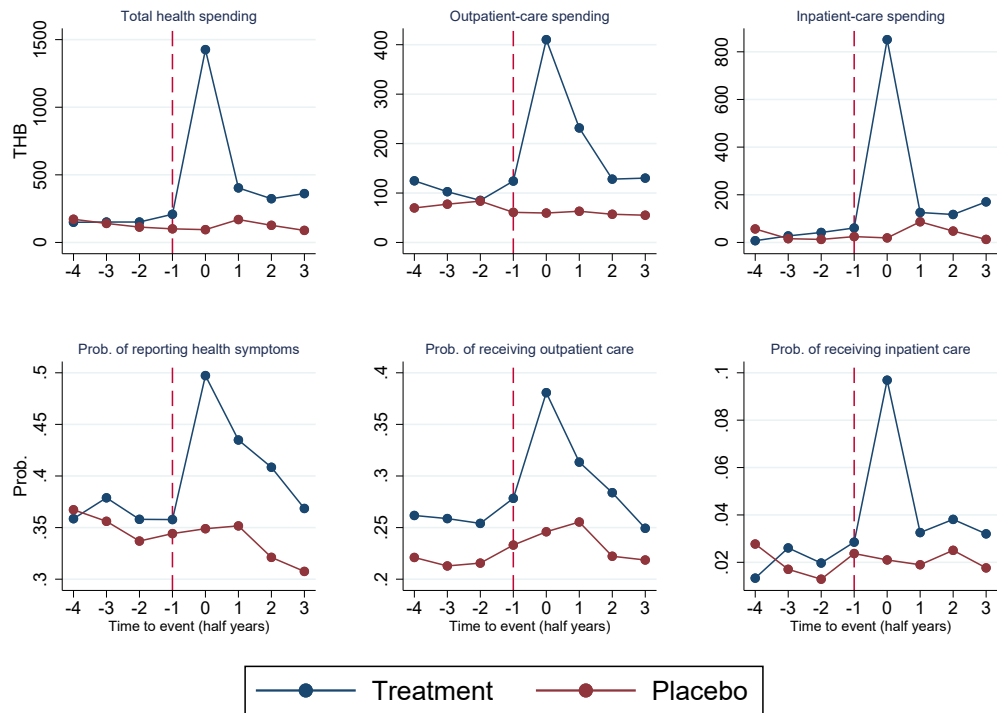 Total health spending
Outpatient-care spending
Inpatient-care spending
THB
0 500 1000 1500
0 100 200 300 400
0 200 400 600 800
-4 -3 -2 -1 0 1 2 3
-4 -3 -2 -1 0 1 2 3
-4 -3 -2 -1 0 1 2 3
Prob. of reporting health symptoms
Prob. of receiving outpatient care
Prob. of receiving inpatient care
Prob.
.3 .35 .4 .45 .5
.2 .25 .3 .35 .4
.02 .04 .06 .08 .1
-4 -3 -2 -1 0 1 2 3
-4 -3 -2 -1 0 1 2 3
-4 -3 -2 -1 0 1 2 3
Time to event (half years)
Time to event (half years)
Time to event (half years)
Treatment
Placebo